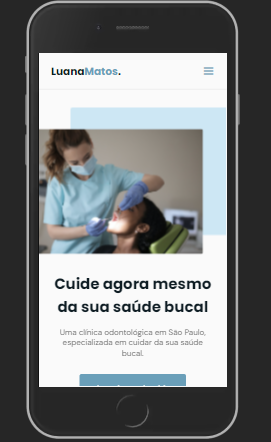 LuanaMatos.
Cuide agora mesmo
da sua saúde bucal
Uma clínica odontológica em São Paulo,
especializada em cuidar da sua saúde
bucal.